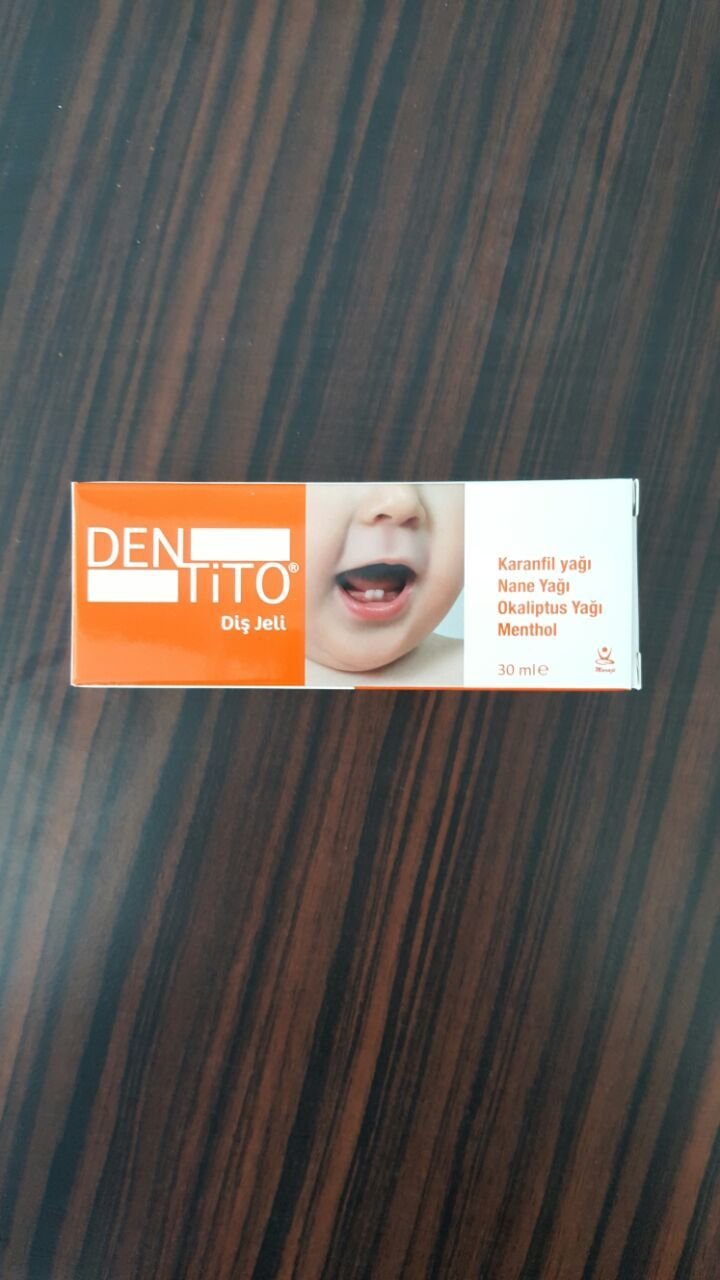 DEN
TiTO®
Diş Jeli
Karanfil yağı
Nane Yağı
Okaliptus Yağı
Menthol
30 ml℮